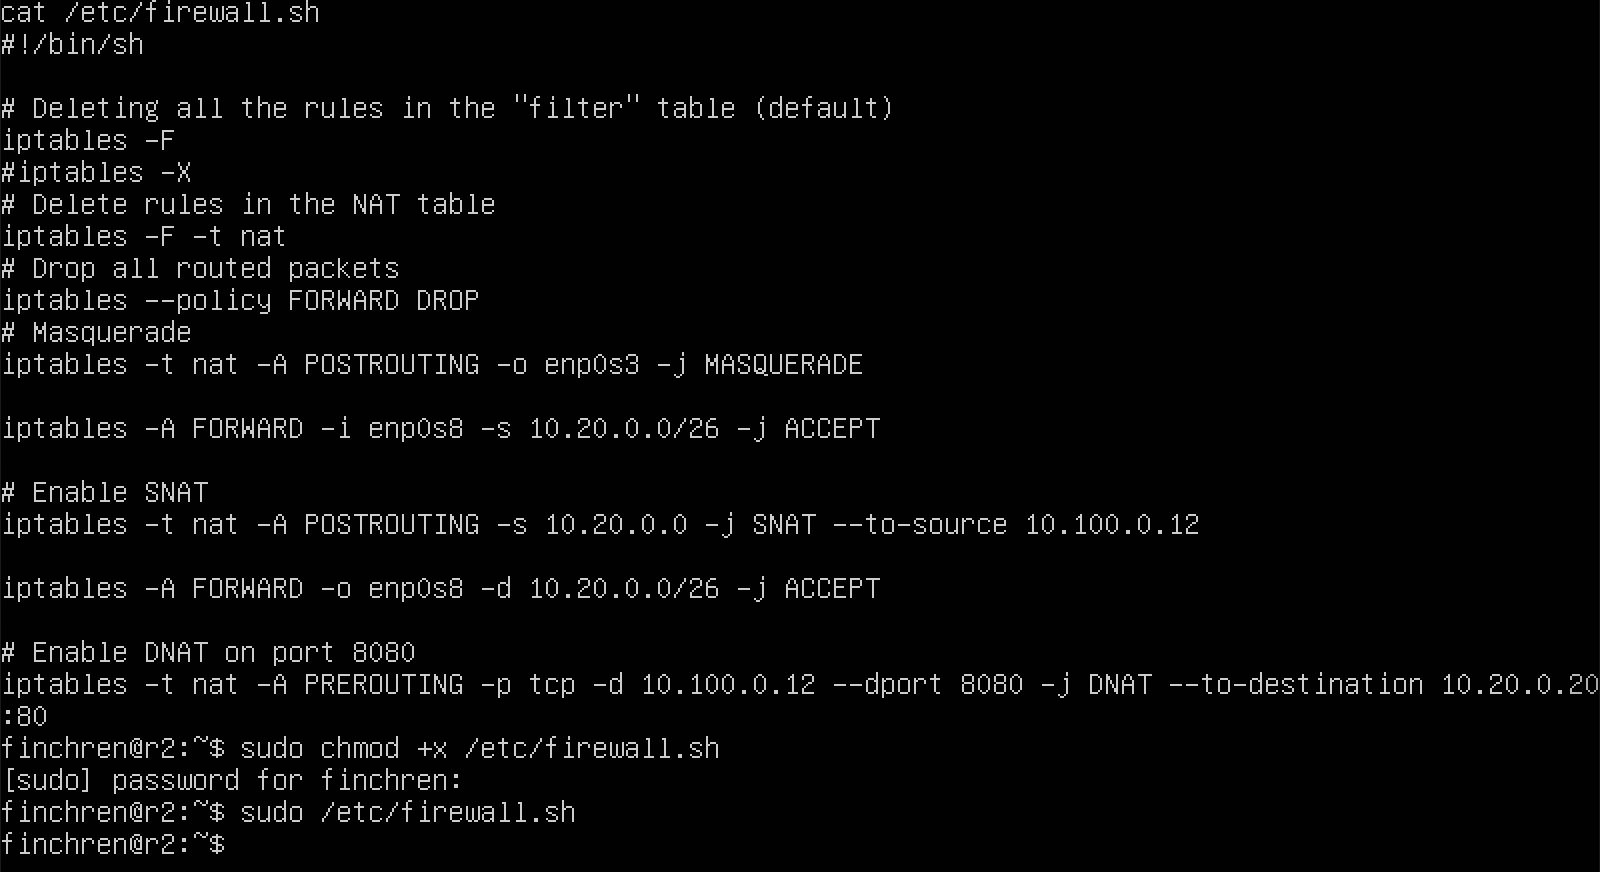 cat /etc/firewall.sh
#!/bin/sh
# Deleting all the rules in the "filter" table (default)
iptables -F
#iptables -X
# Delete rules in the NAT table
iptables -F -t nat
# Drop all routed packets
iptables --policy FORWARD DROP
# Masquerade
iptables -t nat -A POSTROUTING -o enp0s3 -j MASQUERADE
iptables -A FORWARD -i enp0s8 -s 10.20.0.0/26 -j ACCEPT
# Enable SNAT
iptables -t nat -A POSTROUTING -s 10.20.0.0 -j SNAT --to-source 10.100.0.12
iptables -A FORWARD -o enp0s8 -d 10.20.0.0/26 -j ACCEPT
# Enable DNAT on port 8080
iptables -t nat -A PREROUTING -p tcp -d 10.100.0.12 --dport 8080 -j DNAT --to-destination 10.20.0.20
:80
finchren@r2:~$ sudo chmod +x /etc/firewall.sh
[sudo] password for finchren:
finchren@r2:~$ sudo /etc/firewall.sh
finchren@r2:~$